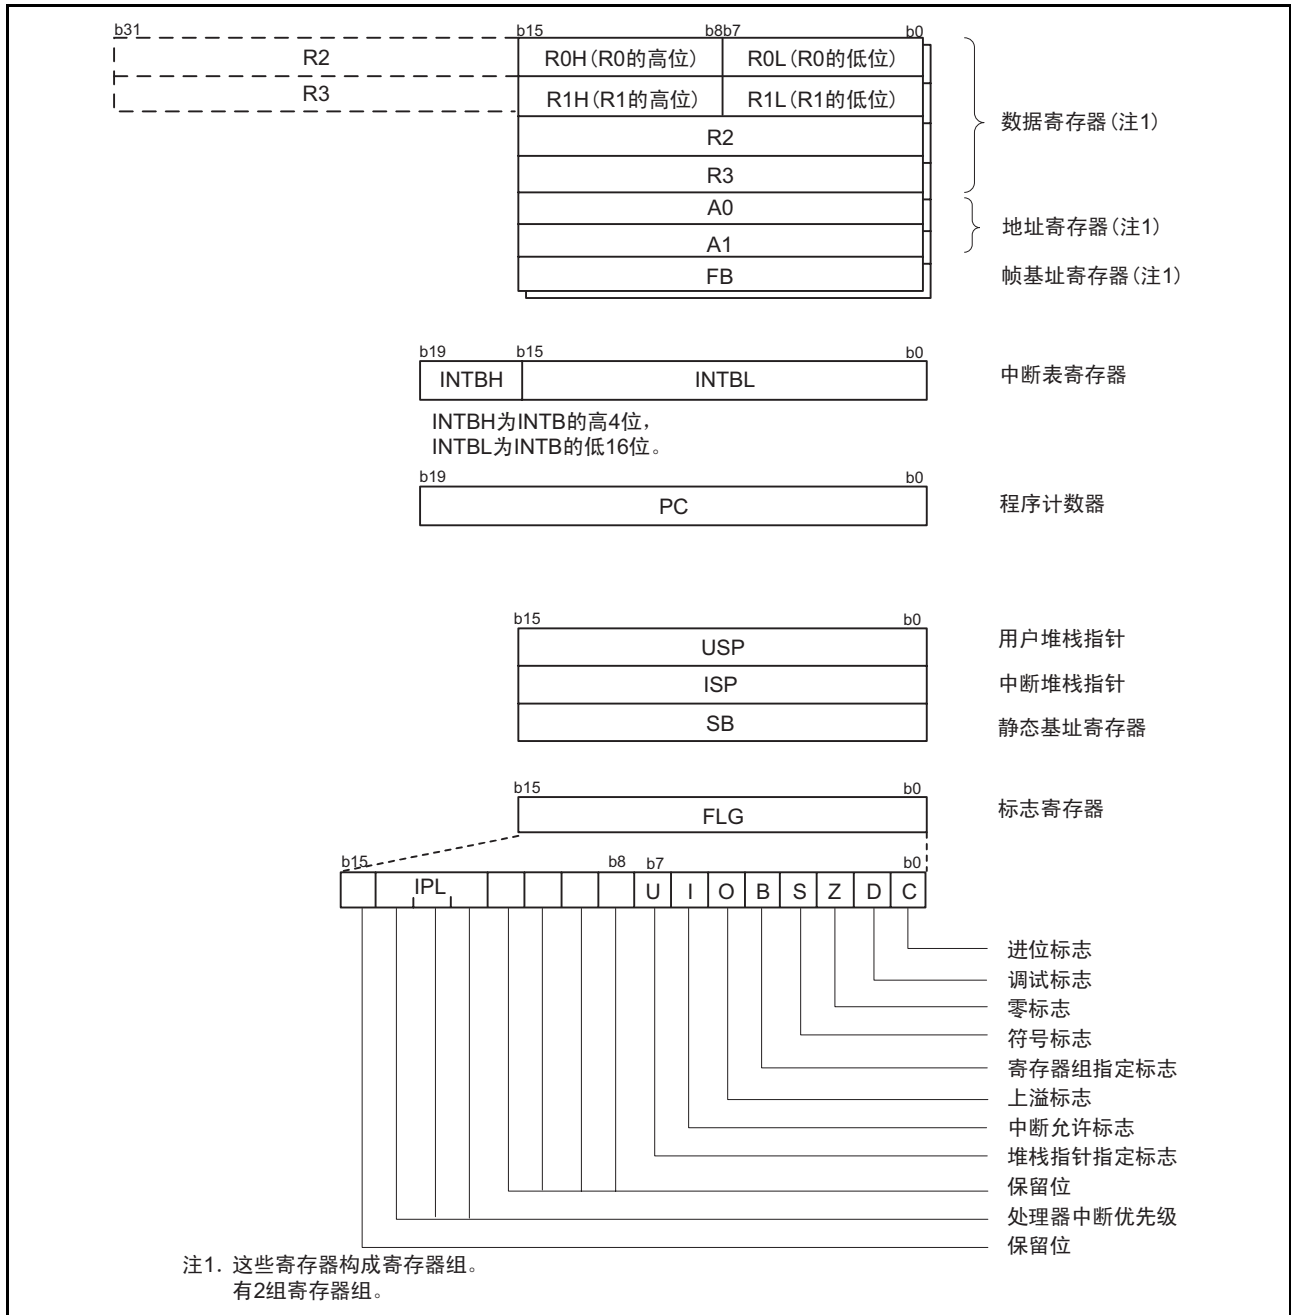 b31 b15 b8b7 b0
R2 R0H(R0的高位) R0L(R0的低位)
R3 R1H(R1的高位) R1L(R1的低位)
数据寄存器(注1)
R2
R3
A0
地址寄存器(注1)
A1
FB 帧基址寄存器(注1)
b19 b15 b0
INTBH INTBL 中断表寄存器
INTBH为INTB的高4位，
INTBL为INTB的低16位。
b19 b0
PC 程序计数器
b15 b0
USP 用户堆栈指针
ISP 中断堆栈指针
SB 静态基址寄存器
b15 b0
FLG 标志寄存器
b15 b8 b7 b0
IPL U I O B S Z D C
进位标志
调试标志
零标志
符号标志
寄存器组指定标志
上溢标志
中断允许标志
堆栈指针指定标志
保留位
处理器中断优先级
保留位
注1. 这些寄存器构成寄存器组。
有2组寄存器组。